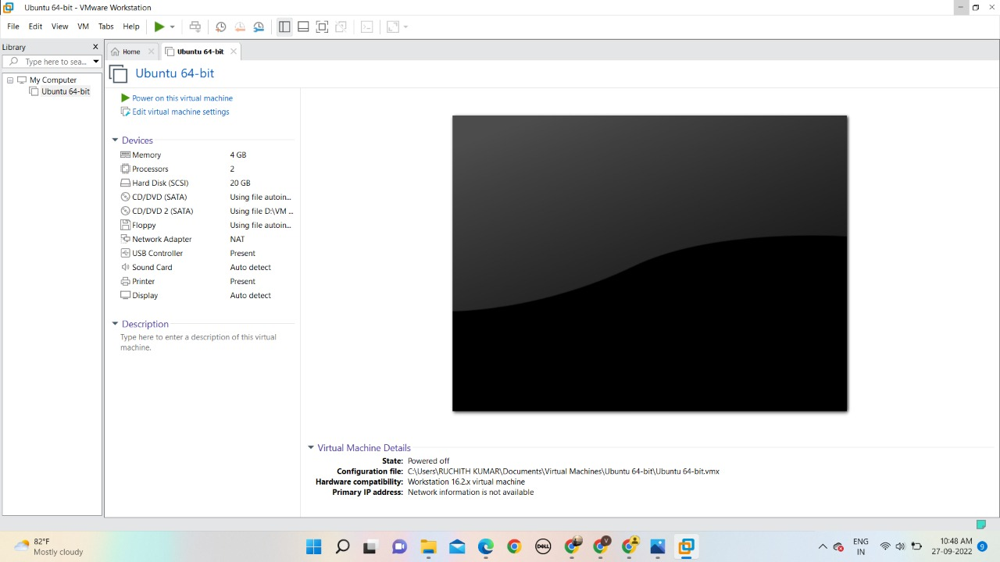 Ubuntu 64-bit - VMware Workstation
File Edit View VM Tabs Help
Library
Type here to sea...
My Computer
Ubuntu 64-bit
Home
Ubuntu 64-bit
Ubuntu 64-bit
Power on this virtual machine
Edit virtual machine settings
Devices
Memory 4 GB
Processors 2
Hard Disk (SCSI) 20 GB
CD/DVD (SATA) Using file autoin...
CD/DVD 2 (SATA) Using file D:\VM ...
Floppy Using file autoin...
Network Adapter NAT
USB Controller Present
Sound Card Auto detect
Printer Present
Display Auto detect
Description
Type here to enter a description of this virtual
machine.
Virtual Machine Details
State: Powered off
Configuration file: C:\Users\RUCHITH KUMAR\Documents\Virtual Machines\Ubuntu 64-bit\Ubuntu 64-bit.vmx
Hardware compatibility: Workstation 16.2.x virtual machine
Primary IP address: Network information is not available
82°F
Mostly cloudy
DELL
V
ENG
IN
10:48 AM
27-09-2022
9